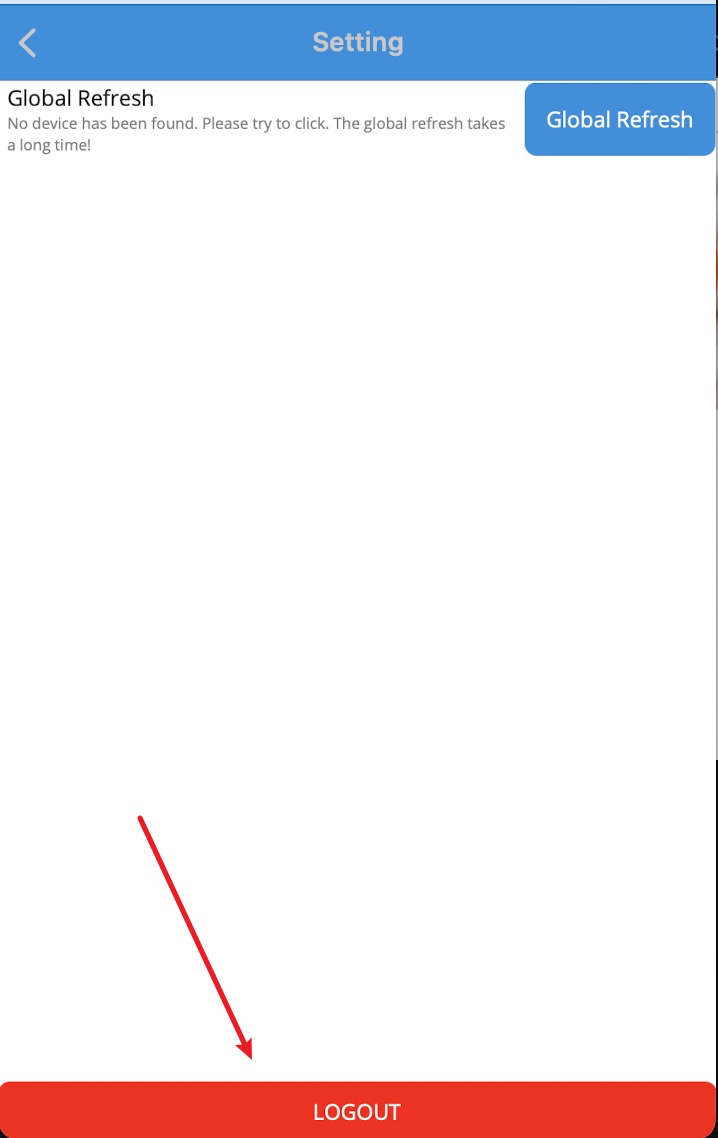 Setting
Global Refresh
No device has been found. Please try to click. The global refresh takes
a long time!
Global Refresh
LOGOUT